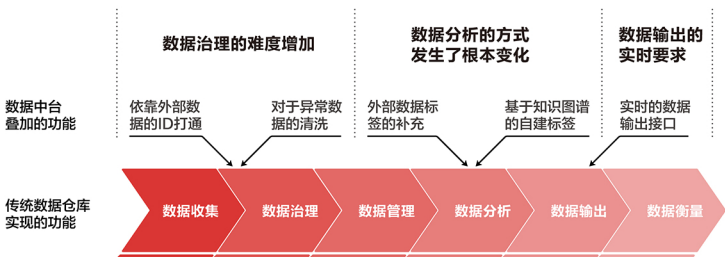 数据治理的难度增加
数据分析的方式
发生了根本变化
数据输出的
实时要求
数据中台
叠加的功能
依靠外部数
据的ID打通
对于异常数
据的清洗
外部数据标
签的补充
基于知识图谱
的自建标签
实时的数据
输出接口
传统数据仓库
实现的功能
数据收集
数据治理
数据管理
数据分析
数据输出
数据衡量